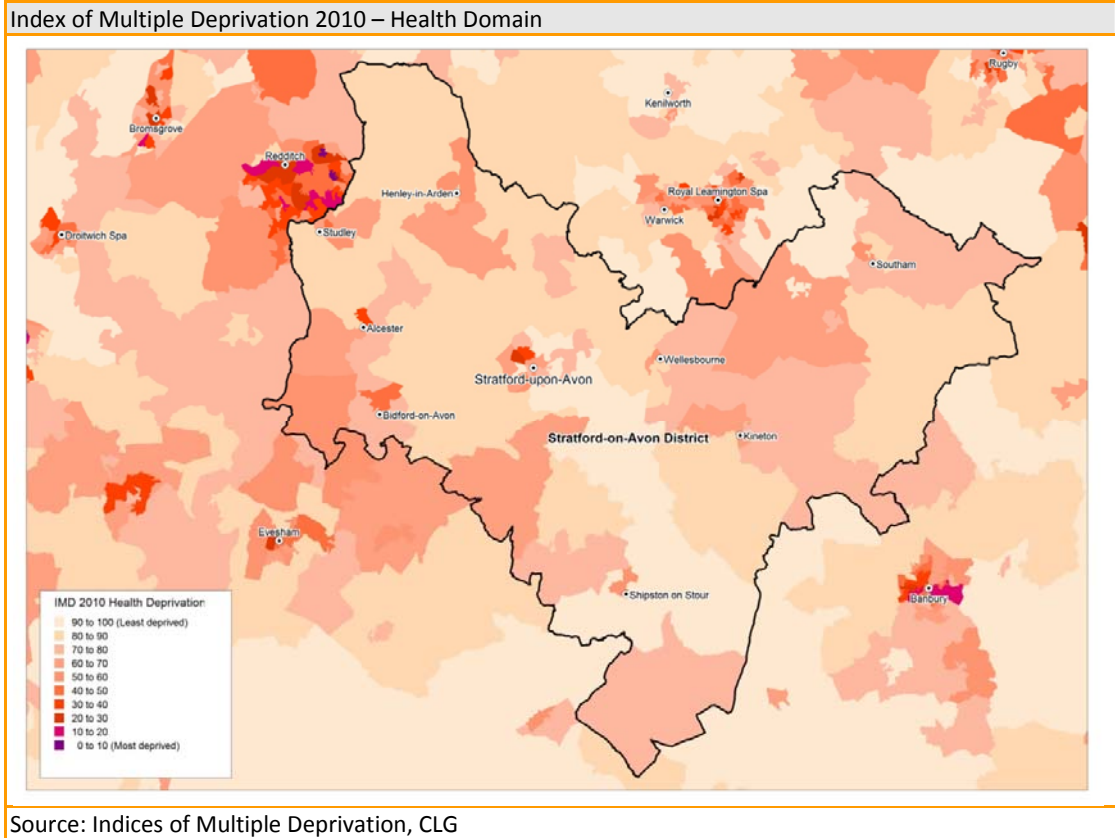 Index of Multiple Deprivation 2010 – Health Domain
Rugby
Kenilworth
Bromsgrove
Redditch
Henley-in-Arden
Royal Leamington Spa
Warwick
Droitwich Spa
Studley
Southam
Alcester
Wellesbourne
Stratford-upon-Avon
Bidford-on-Avon
Stratford-on-Avon District
Kineton
Evesham
Shipston on Stour
Banbury
IMD 2010 Health Deprivation
90 to 100 (Least deprived)
80 to 90
70 to 80
60 to 70
50 to 60
40 to 50
30 to 40
20 to 30
10 to 20
0 to 10 (Most deprived)
Source: Indices of Multiple Deprivation, CLG